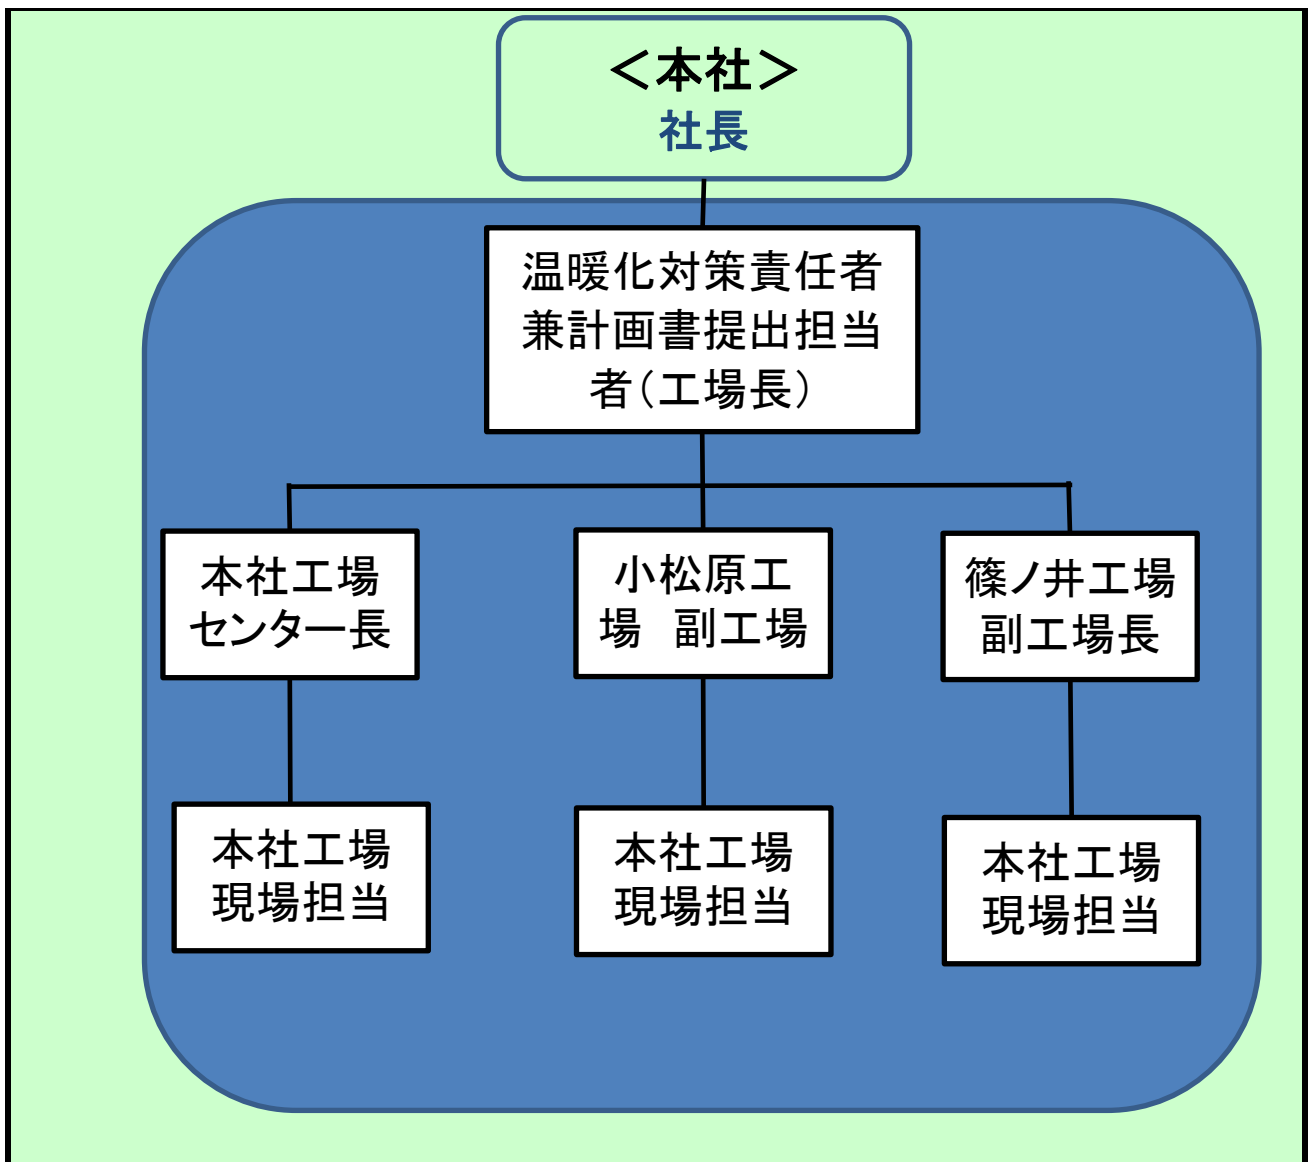 ＜本社＞
社長
温暖化対策責任者
兼計画書提出担当
者（工場長）
本社工場
センター長
小松原工
場　副工場
篠ノ井工場
副工場長
本社工場
現場担当
本社工場
現場担当
本社工場
現場担当